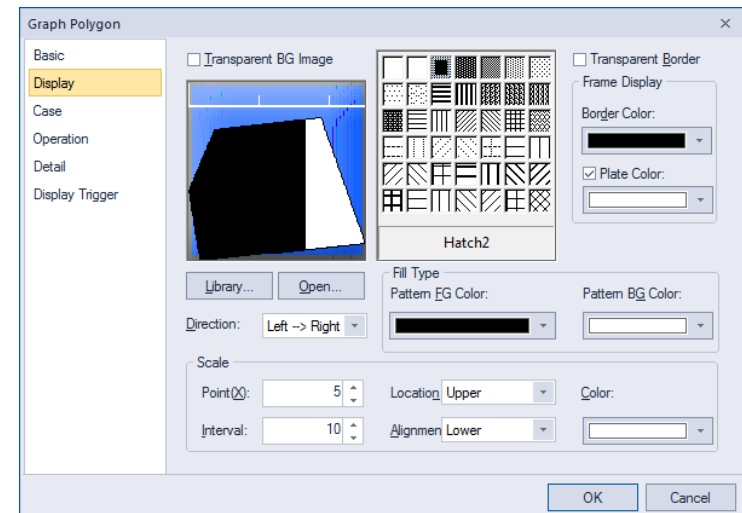 Graph Polygon
Basic
Display
Case
Operation
Detail
Display Trigger
Transparent BG Image
Hatch2
Transparent Border
Frame Display
Border Color:
Plate Color:
Library...
Open...
Direction:
Left --> Right
Fill Type
Pattern FG Color:
Pattern BG Color:
Scale
Point(X):
5
Location
Upper
Color:
Interval:
10
Alignmen
Lower
OK
Cancel